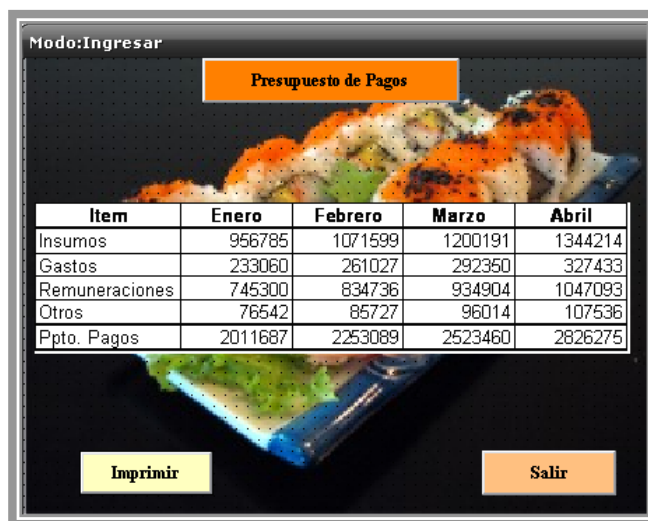 Modo:Ingresar
Presupuesto de Pagos
Item Enero Febrero Marzo Abril
Insumos 956785 1071599 1200191 1344214
Gastos 233060 261027 292350 327433
Remuneraciones 745300 834736 934904 1047093
Otros 76542 85727 96014 107536
Ppto. Pagos 2011687 2253089 2523460 2826275
Imprimir Salir